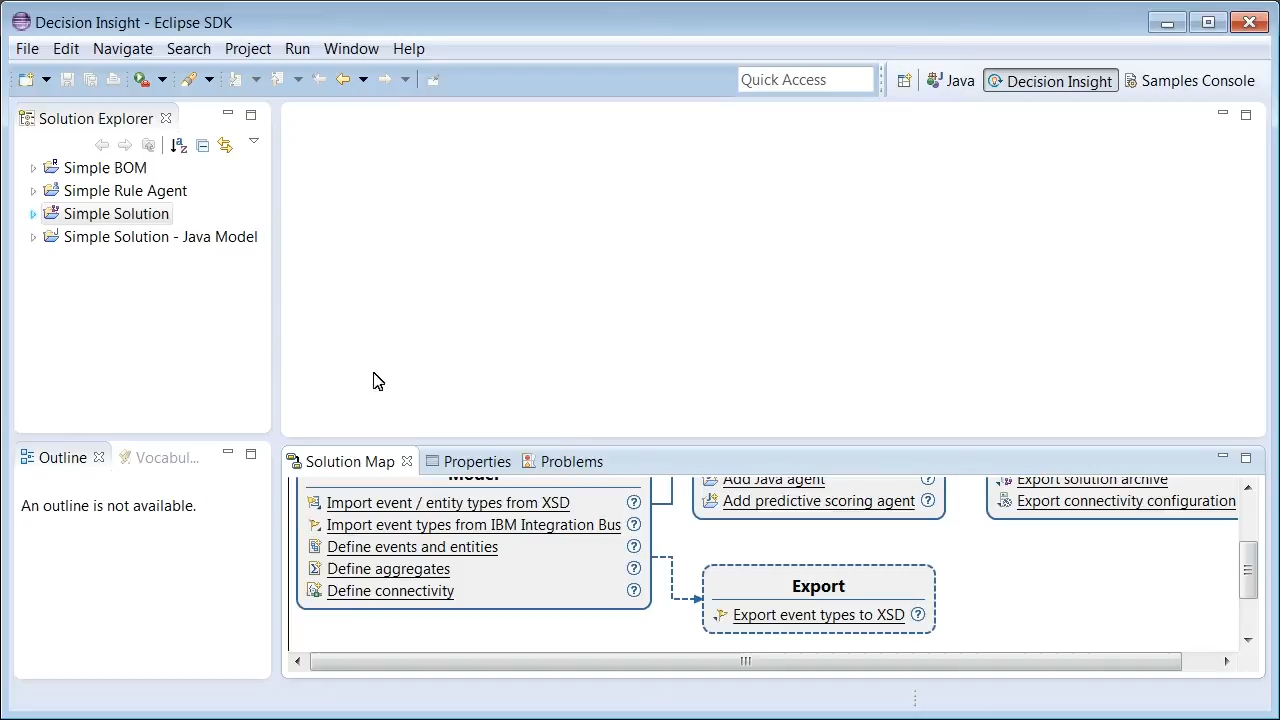 Decision Insight - Eclipse SDK
File Edit Navigate Search Project Run Window Help
Quick Access
Java
Decision Insight
Samples Console
Solution Explorer
Simple BOM
Simple Rule Agent
Simple Solution
Simple Solution - Java Model
Outline
Vocabul...
An outline is not available.
Solution Map
Properties
Problems
Model
Import event / entity types from XSD
Import event types from IBM Integration Bus
Define events and entities
Define aggregates
Define connectivity
Add Java agent
Add predictive scoring agent
Export solution archive
Export connectivity configuration
Export
Export event types to XSD